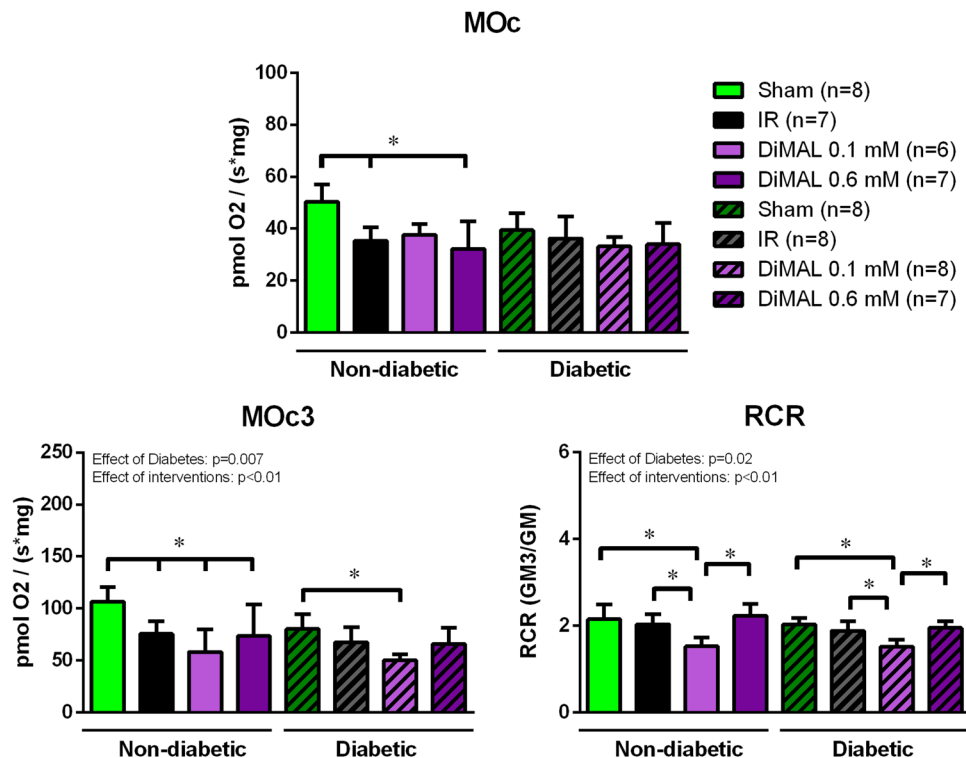 MOc
100
80
60
40
20
0
pmol O2 / (s*mg)
*
Non-diabetic
Diabetic
Sham (n=8)
IR (n=7)
DiMAL 0.1 mM (n=6)
DiMAL 0.6 mM (n=7)
Sham (n=8)
IR (n=8)
DiMAL 0.1 mM (n=8)
DiMAL 0.6 mM (n=7)
MOc3
Effect of Diabetes: p=0.007
Effect of interventions: p<0.01
250
200
150
100
50
0
pmol O2 / (s*mg)
*
*
Non-diabetic
Diabetic
RCR
Effect of Diabetes: p=0.02
Effect of interventions: p<0.01
6
4
2
0
RCR (GM3/GM)
*
*
*
*
*
*
Non-diabetic
Diabetic